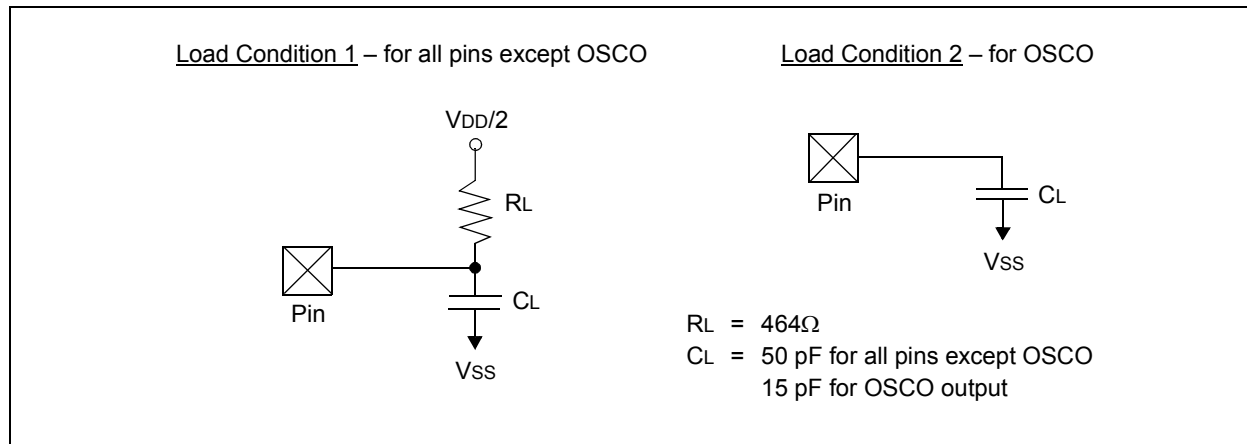 Load Condition 1 – for all pins except OSCO
VDD/2
RL
Pin
CL
VSS
Load Condition 2 – for OSCO
Pin
CL
VSS
RL = 464Ω
CL = 50 pF for all pins except OSCO
15 pF for OSCO output